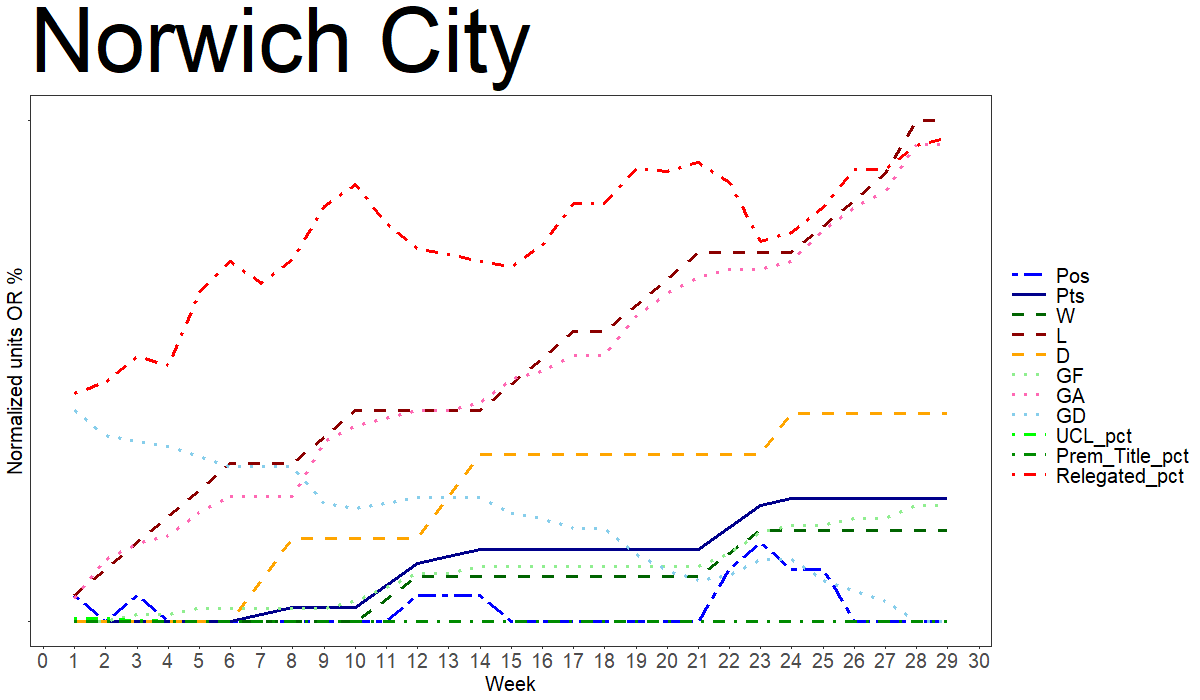 Norwich City
Normalized units OR %
0 1 2 3 4 5 6 7 8 9 10 11 12 13 14 15 16 17 18 19 20 21 22 23 24 25 26 27 28 29 30
Week
Pos
Pts
W
L
D
GF
GA
GD
UCL_pct
Prem_Title_pct
Relegated_pct